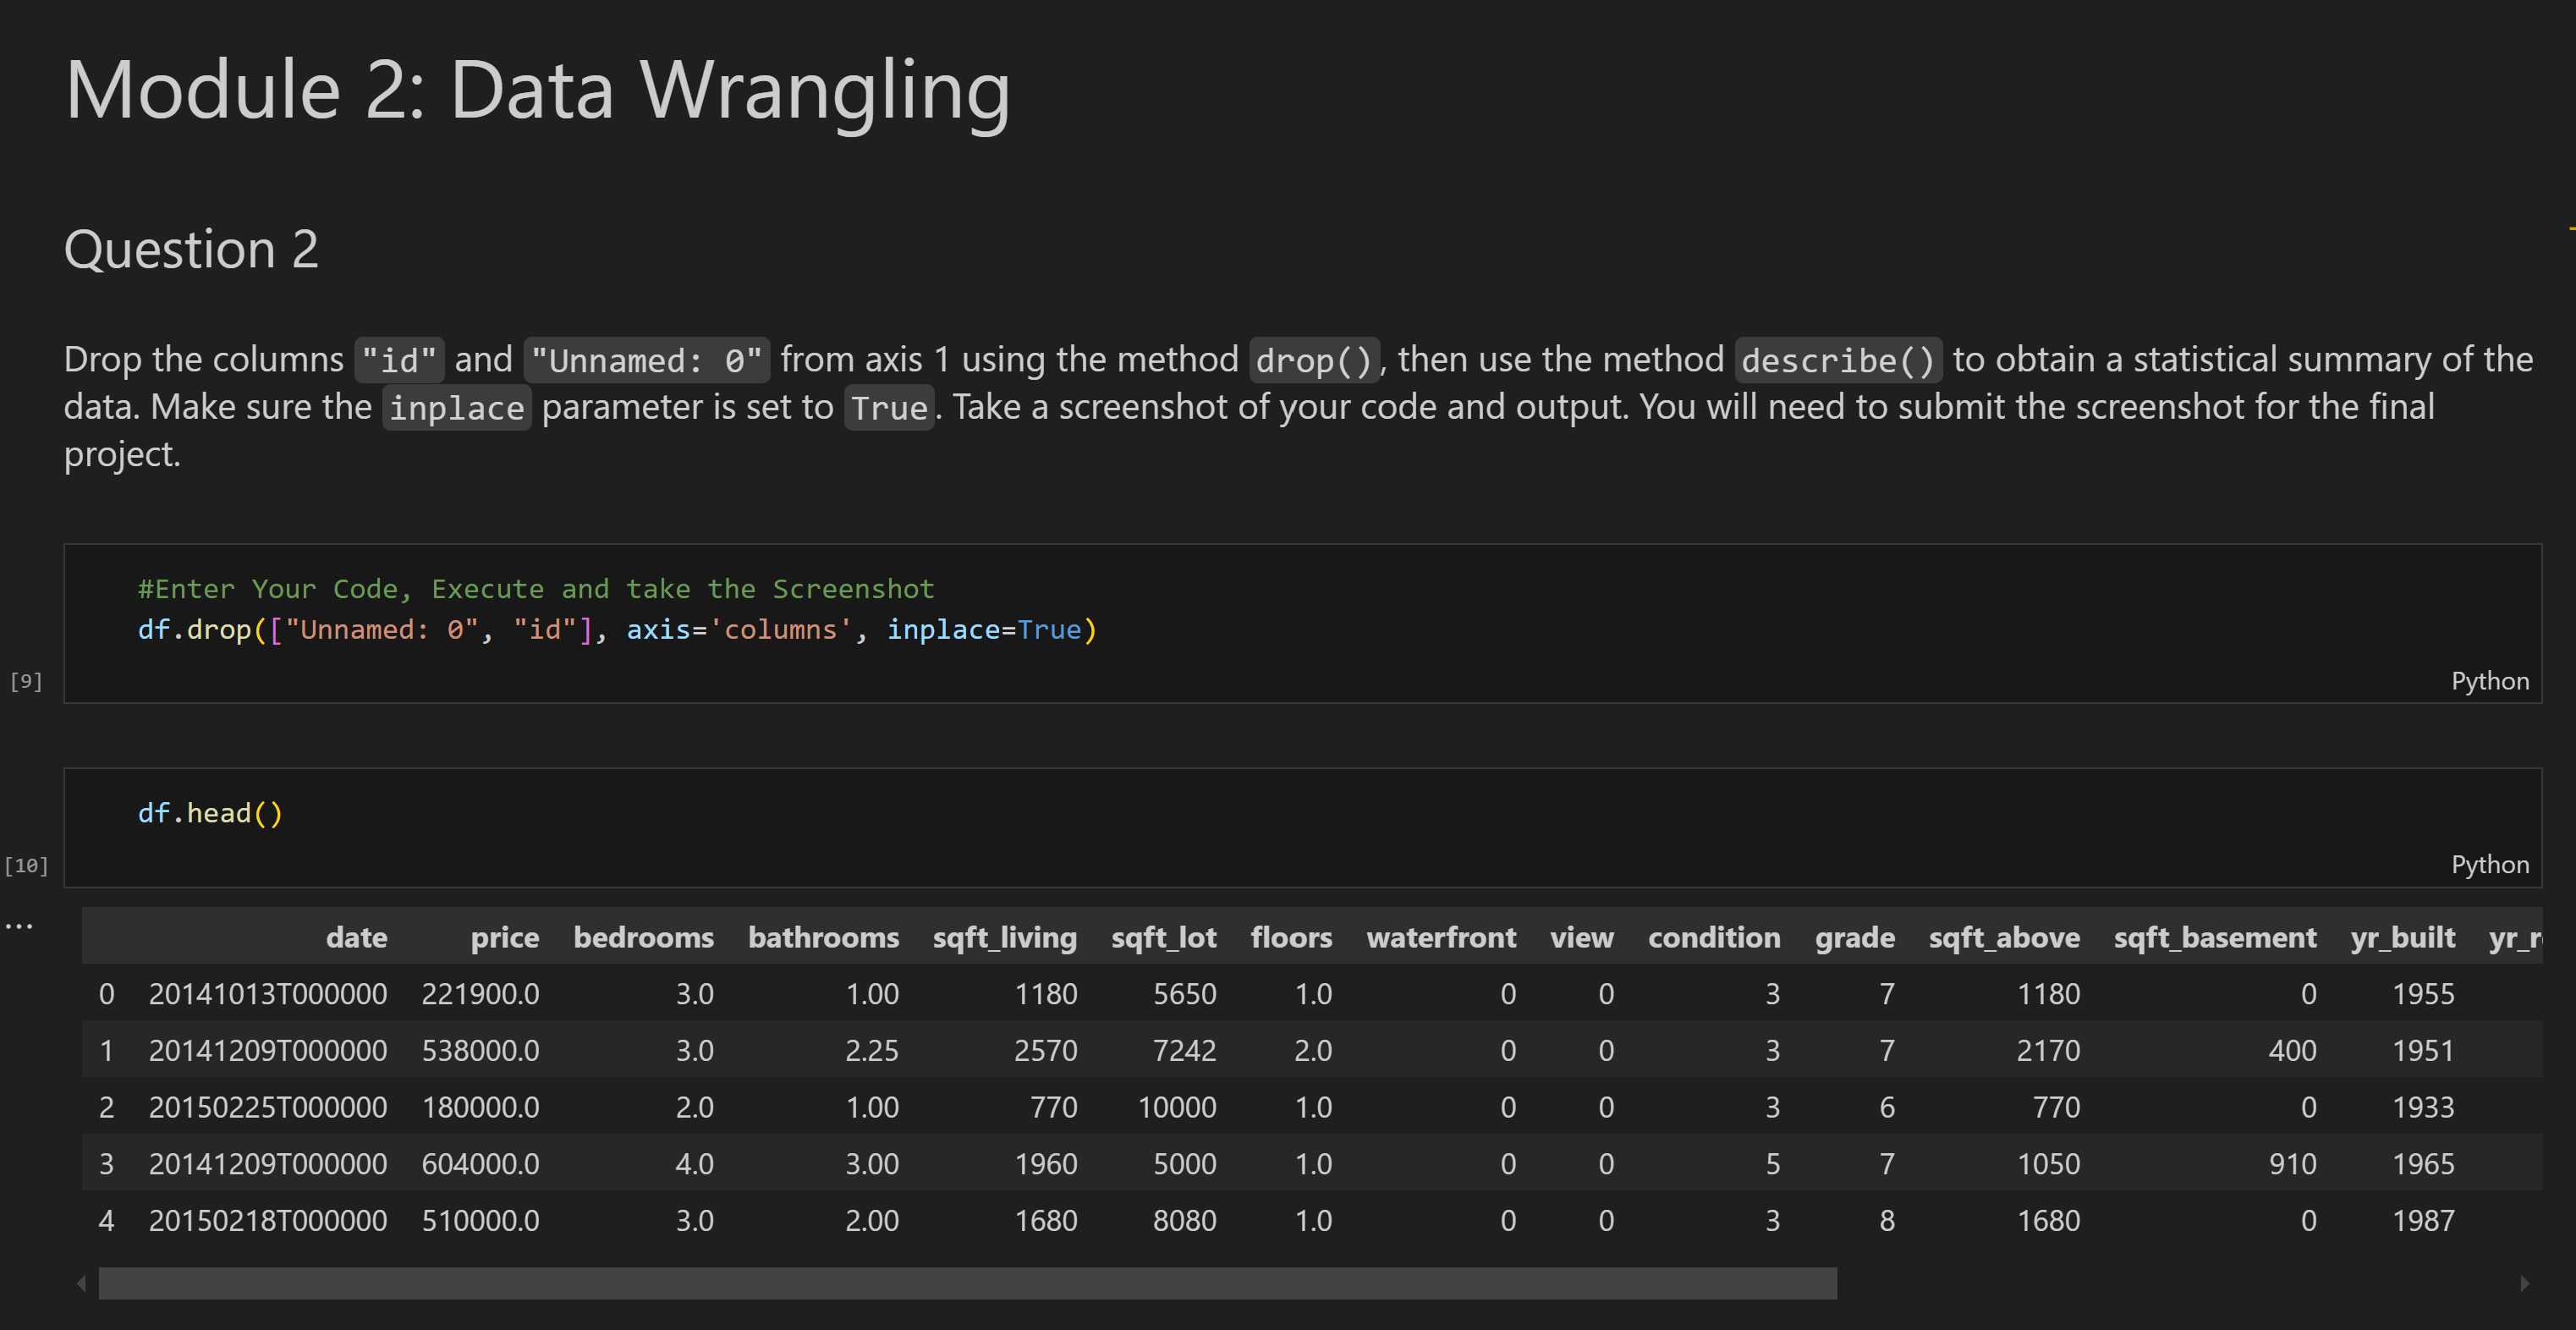 Module 2: Data Wrangling
Question 2
Drop the columns "id" and "Unnamed: 0" from axis 1 using the method drop(), then use the method describe() to obtain a statistical summary of the
data. Make sure the inplace parameter is set to True. Take a screenshot of your code and output. You will need to submit the screenshot for the final
project.
#Enter Your Code, Execute and take the Screenshot
df.drop(["Unnamed: 0", "id"], axis='columns', inplace=True)
[9]
Python
df.head()
[10]
Python
...
date price bedrooms bathrooms sqft_living sqft_lot floors waterfront view condition grade sqft_above sqft_basement yr_built
0 20141013T000000 221900.0 3.0 1.00 1180 5650 1.0 0 0 3 7 1180 0 1955
1 20141209T000000 538000.0 3.0 2.25 2570 7242 2.0 0 0 3 7 2170 400 1951
2 20150225T000000 180000.0 2.0 1.00 770 10000 1.0 0 0 3 6 770 0 1933
3 20141209T000000 604000.0 4.0 3.00 1960 5000 1.0 0 0 5 7 1050 910 1965
4 20150218T000000 510000.0 3.0 2.00 1680 8080 1.0 0 0 3 8 1680 0 1987